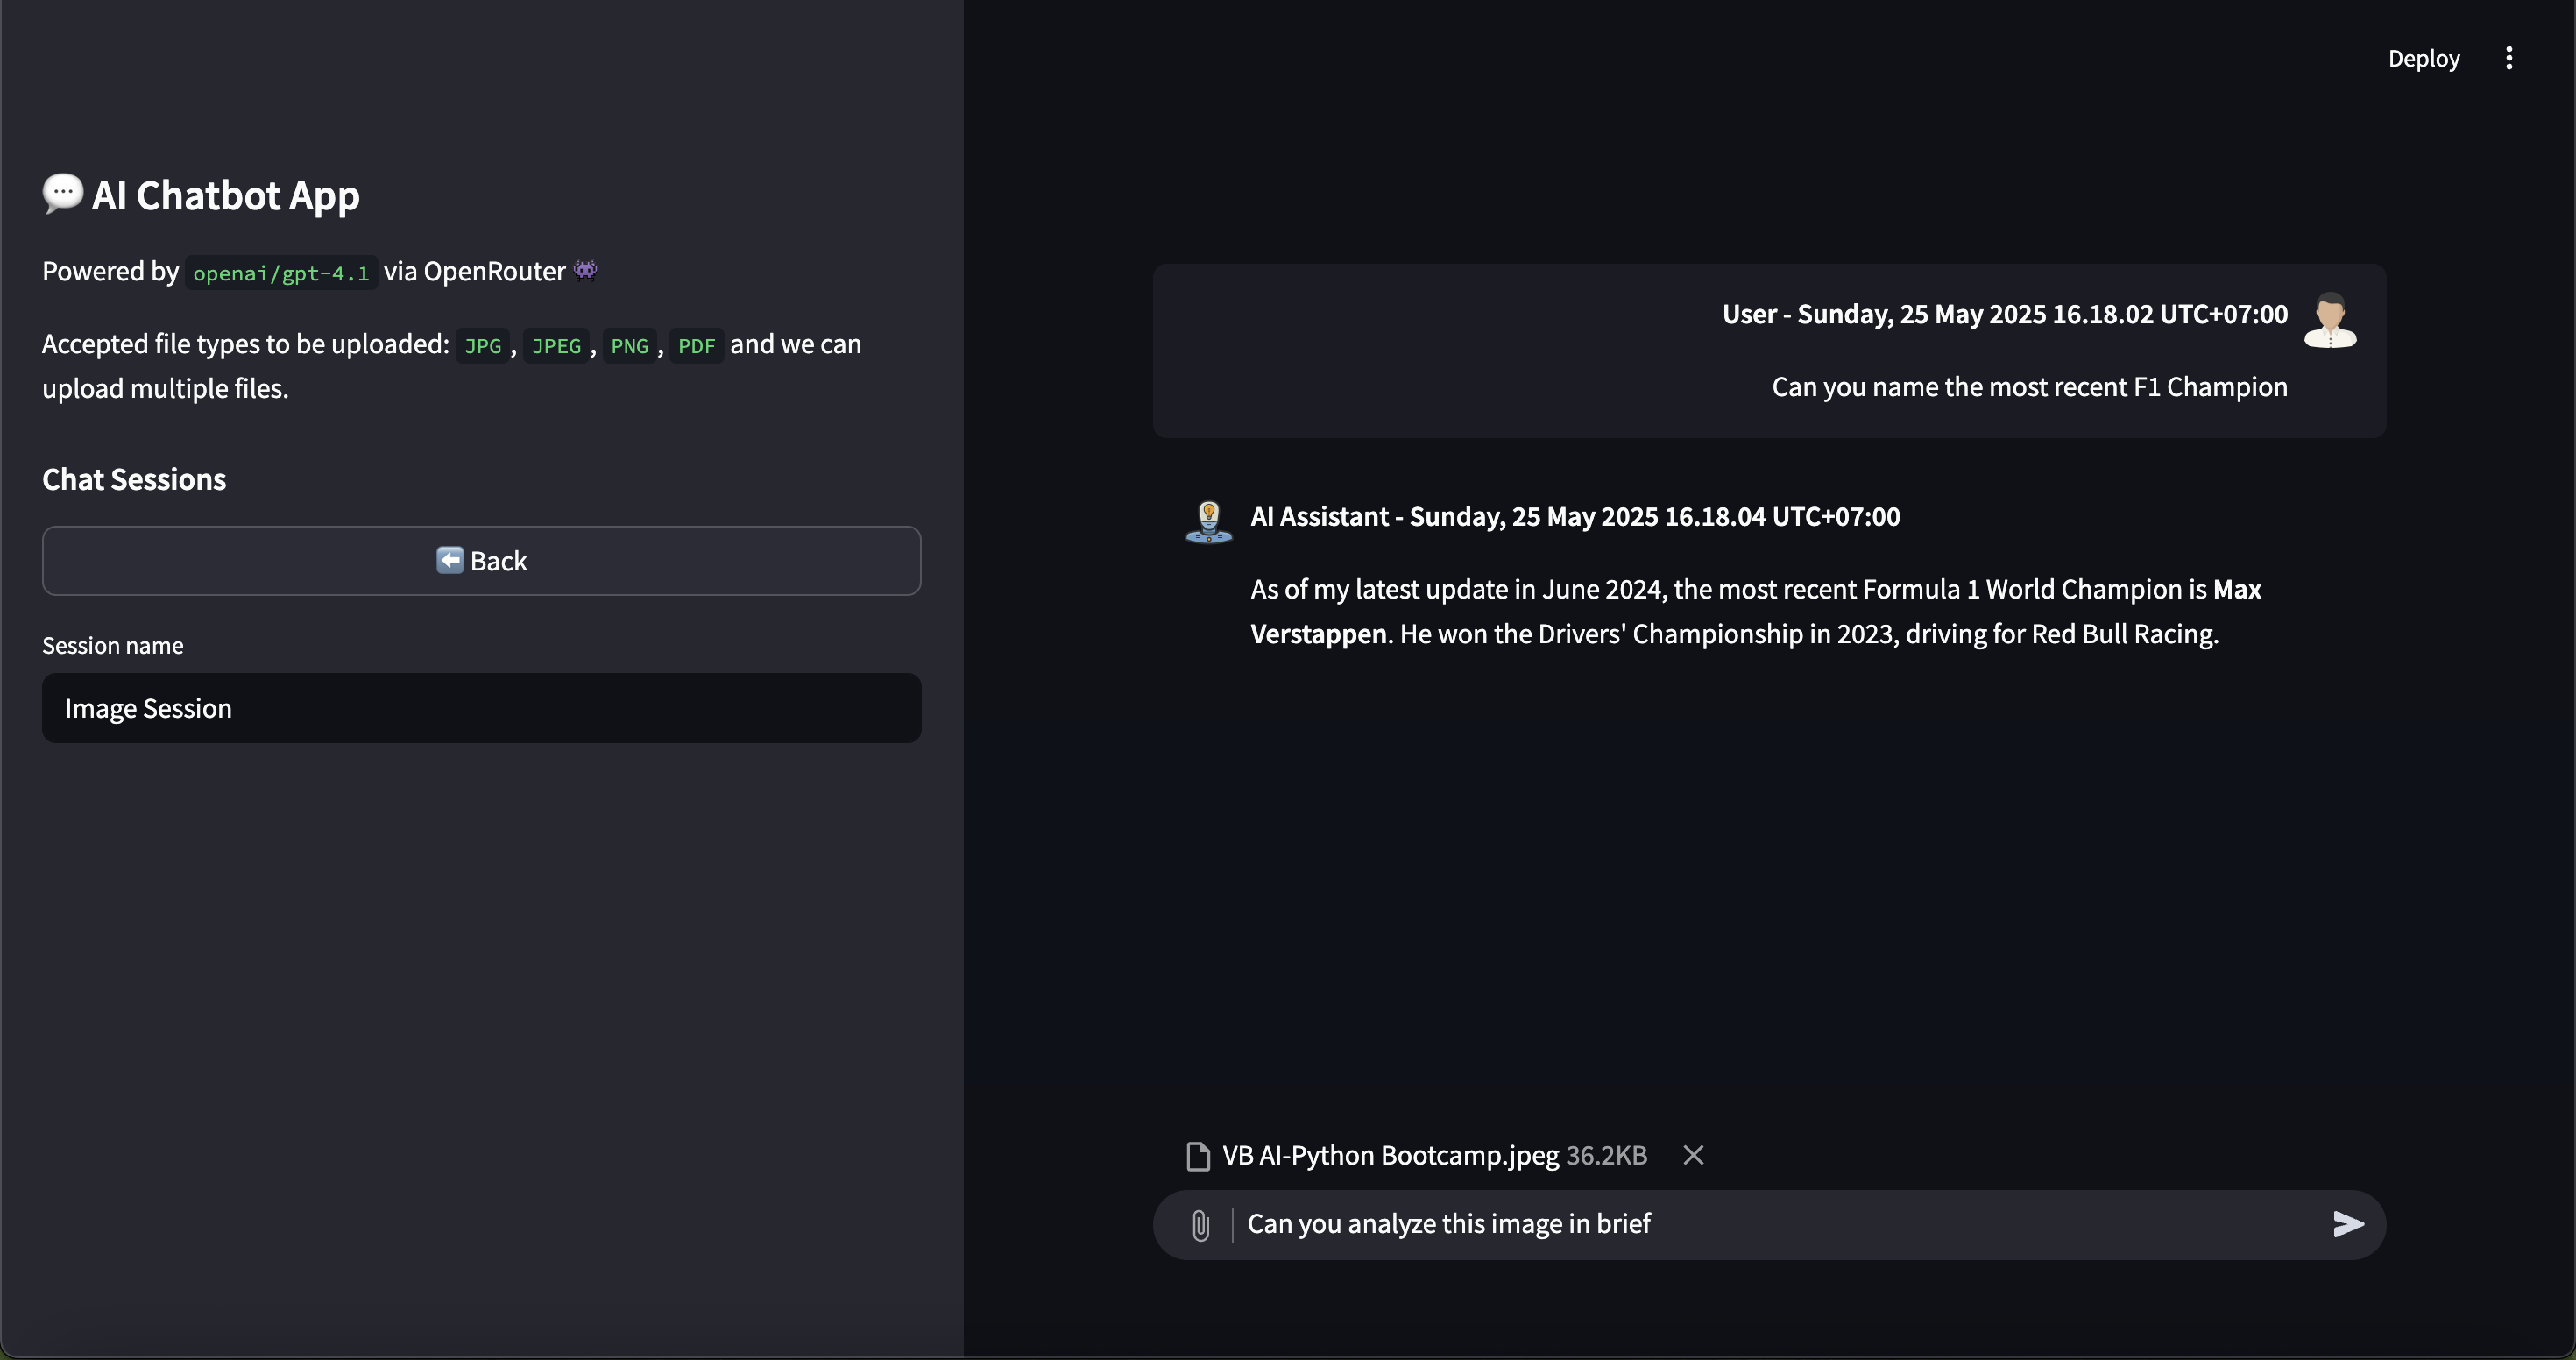 Deploy
AI Chatbot App
Powered by openai/gpt-4.1 via OpenRouter
Accepted file types to be uploaded: JPG, JPEG, PNG, PDF and we can
upload multiple files.
Chat Sessions
Back
Session name
Image Session
User - Sunday, 25 May 2025 16.18.02 UTC+07:00
Can you name the most recent F1 Champion
AI Assistant - Sunday, 25 May 2025 16.18.04 UTC+07:00
As of my latest update in June 2024, the most recent Formula 1 World Champion is Max
Verstappen. He won the Drivers' Championship in 2023, driving for Red Bull Racing.
VB AI-Python Bootcamp.jpeg 36.2KB
Can you analyze this image in brief